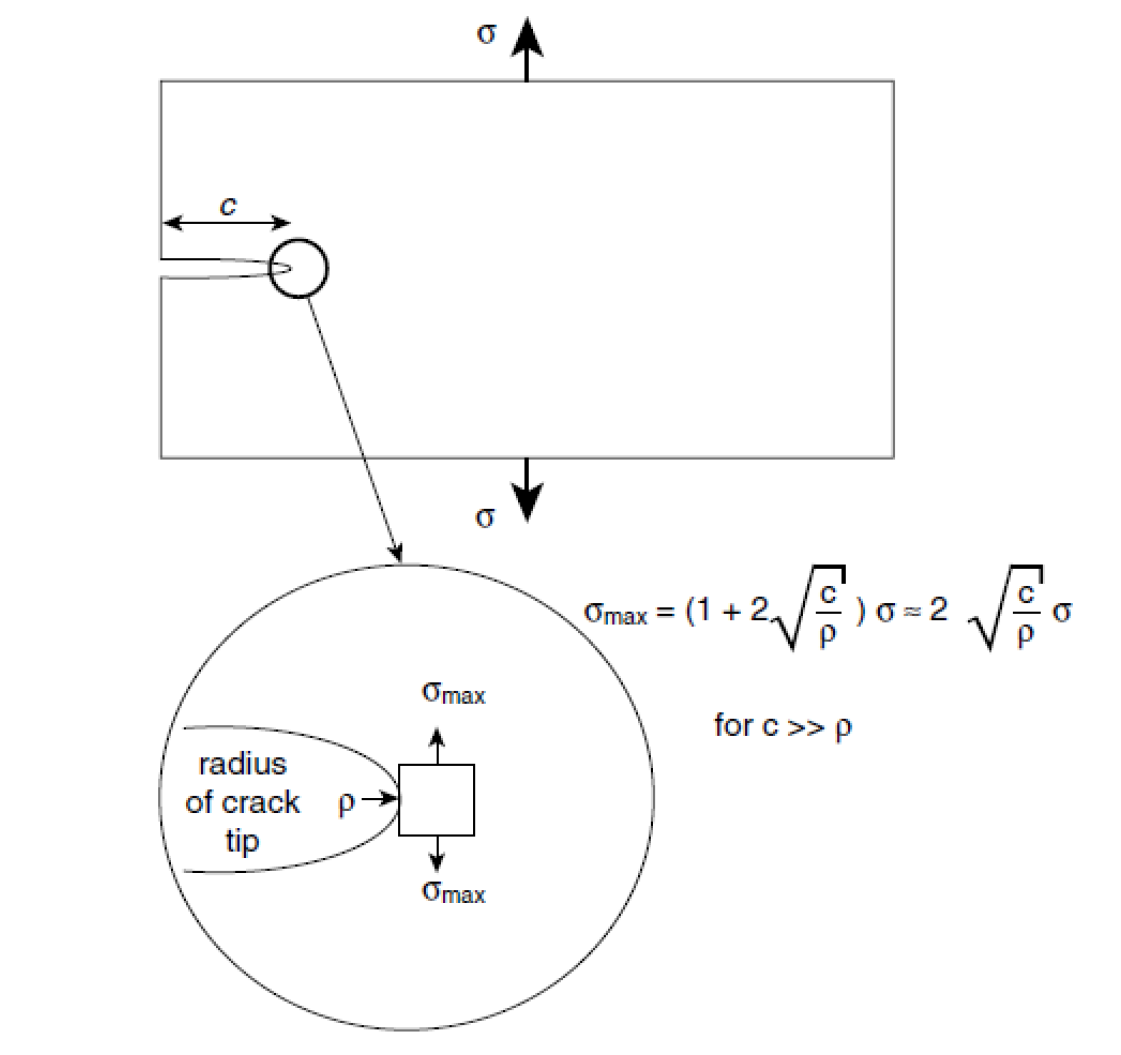 σ
c
σ
σmax = (1 + 2√c/ρ ) σ ≈ 2 √c/ρ σ
for c >> ρ
σmax
radius
of crack ρ
tip
σmax